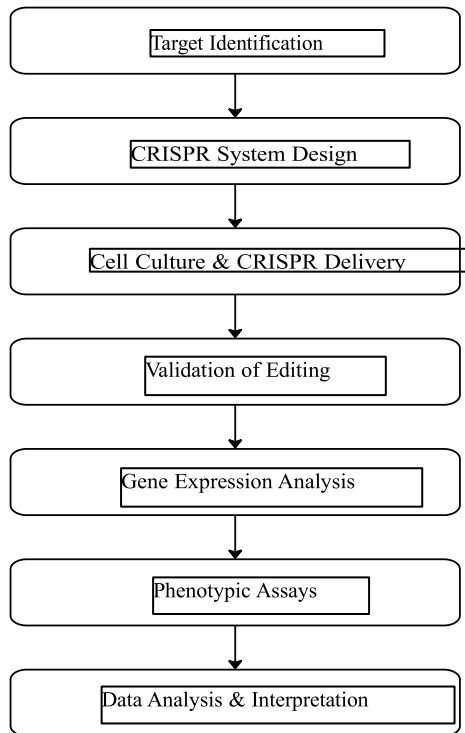 Target Identification
CRISPR System Design
Cell Culture & CRISPR Delivery
Validation of Editing
Gene Expression Analysis
Phenotypic Assays
Data Analysis & Interpretation